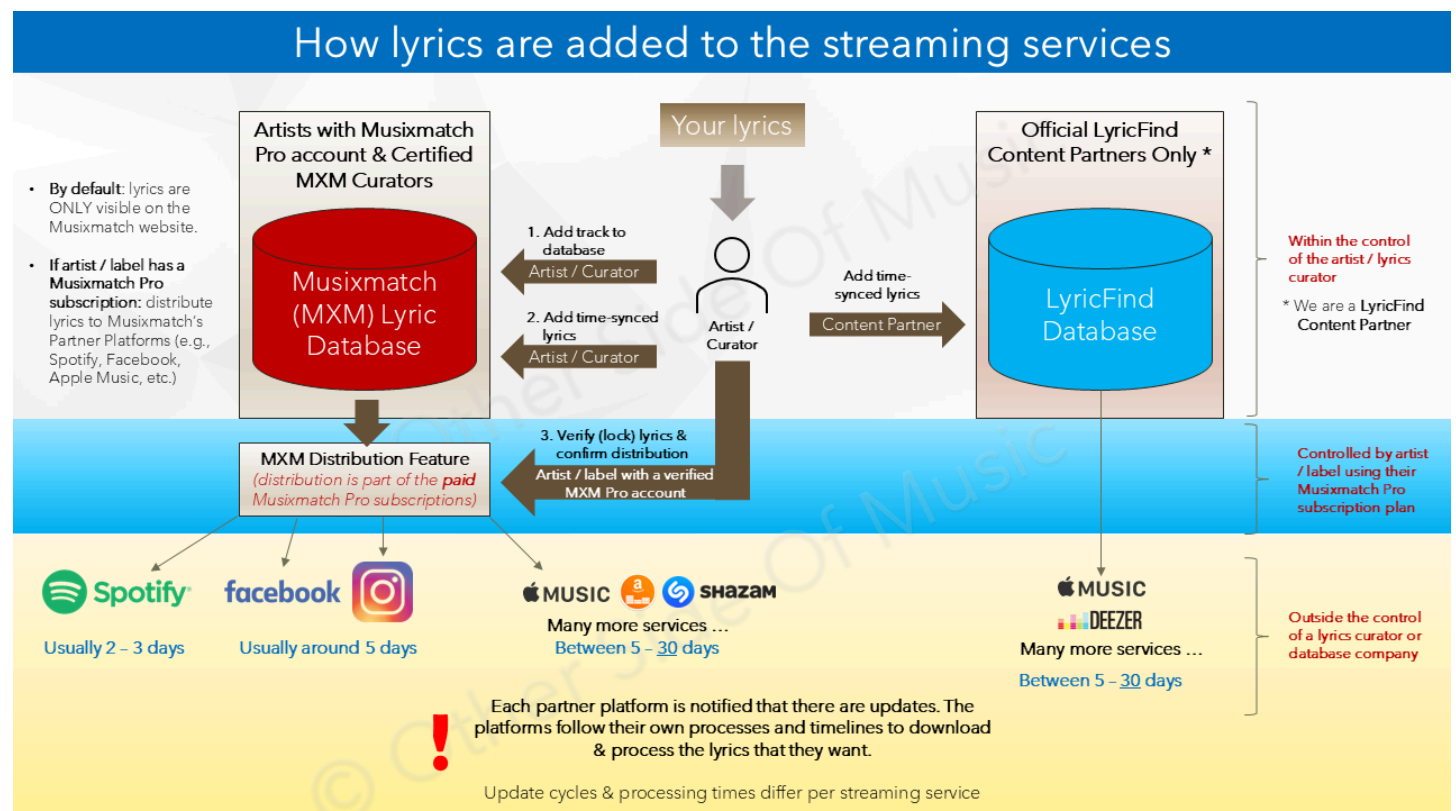 How lyrics are added to the streaming services
Artists with Musixmatch
Pro account & Certified
MXM Curators
Your lyrics
Official LyricFind
Content Partners Only *
• By default: lyrics are
ONLY visible on the
Musixmatch website.
• If artist / label has a
Musixmatch Pro
subscription: distribute
lyrics to Musixmatch's
Partner Platforms (e.g.,
Spotify, Facebook,
Apple Music, etc.)
Musixmatch
(MXM) Lyric
Database
1. Add track to
database
Artist / Curator
2. Add time-synced
lyrics
Artist / Curator
Artist /
Curator
Add time-
synced lyrics
Content Partner
LyricFind
Database
Within the control
of the artist / lyrics
curator
* We are a LyricFind
Content Partner
MXM Distribution Feature
(distribution is part of the paid
Musixmatch Pro subscriptions)
3. Verify (lock) lyrics &
confirm distribution
Artist / label with a verified
MXM Pro account
Controlled by artist
/ label using their
Musixmatch Pro
subscription plan
Spotify
Usually 2 – 3 days
facebook
Usually around 5 days
MUSIC
a
SHAZAM
Many more services ...
Between 5 – 30 days
MUSIC
DEEZER
Many more services ...
Between 5 – 30 days
Outside the control
of a lyrics curator or
database company
! Each partner platform is notified that there are updates. The
platforms follow their own processes and timelines to download
& process the lyrics that they want.
Update cycles & processing times differ per streaming service
© Other Side Of Music
© Other Side Of Music